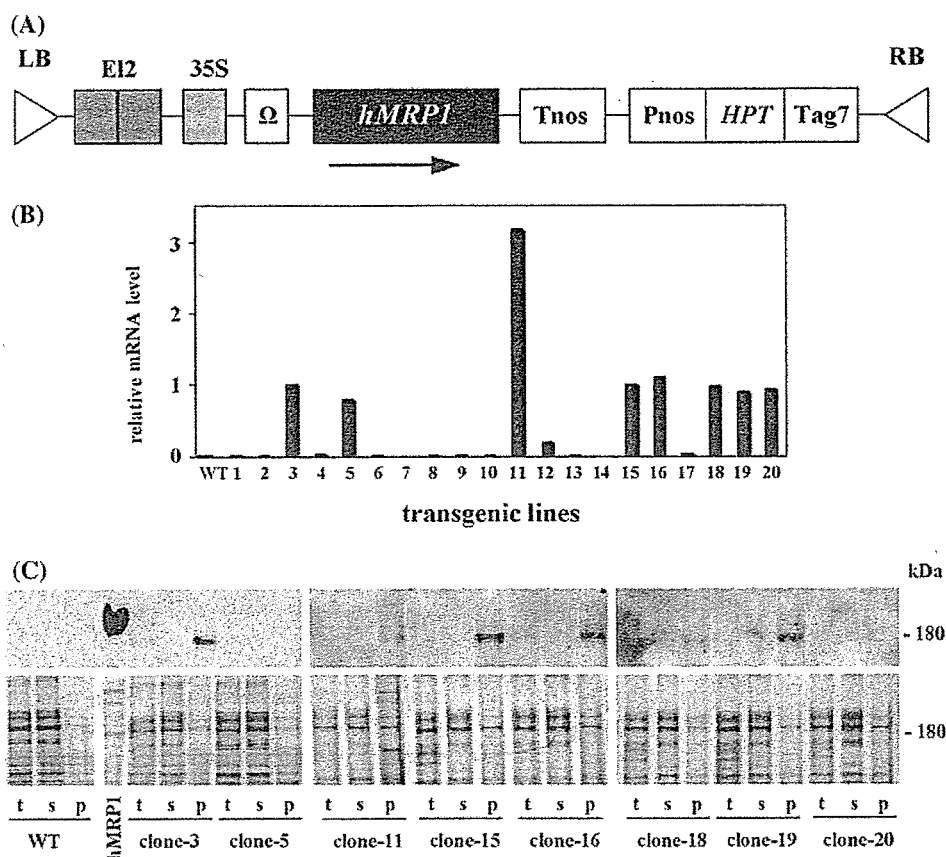 (A)
LB
El2
35S
Ω
hMRP1
Tnos
Pnos
HPT
Tag7
RB
(B)
relative mRNA level
3
2
1
0
WT 1 2 3 4 5 6 7 8 9 10 11 12 13 14 15 16 17 18 19 20
transgenic lines
(C)
kDa
- 180
- 180
t s p hMRP1 t s p t s p t s p t s p t s p t s p t s p t s p
WT clone-3 clone-5 clone-11 clone-15 clone-16 clone-18 clone-19 clone-20